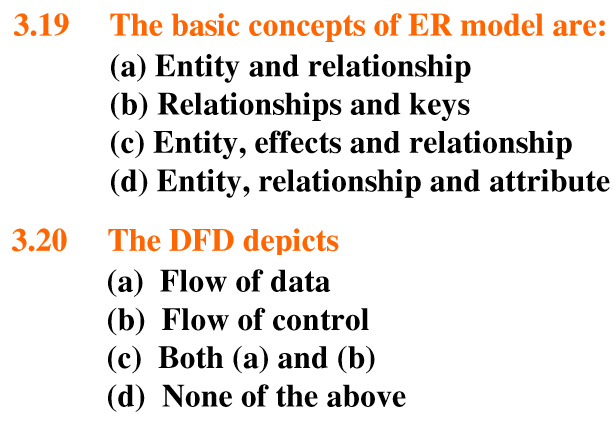 3.19 The basic concepts of ER model are:
(a) Entity and relationship
(b) Relationships and keys
(c) Entity, effects and relationship
(d) Entity, relationship and attribute
3.20 The DFD depicts
(a) Flow of data
(b) Flow of control
(c) Both (a) and (b)
(d) None of the above